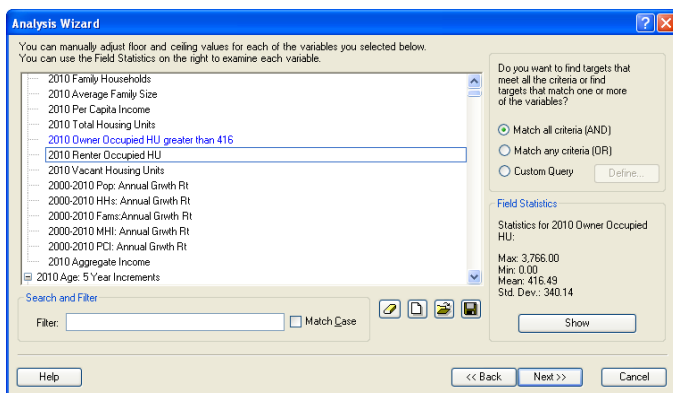 Analysis Wizard
You can manually adjust floor and ceiling values for each of the variables you selected below.
You can use the Field Statistics on the right to examine each variable.
2010 Family Households
2010 Average Family Size
2010 Per Capita Income
2010 Total Housing Units
2010 Owner Occupied HU greater than 416
2010 Renter Occupied HU
2010 Vacant Housing Units
2000-2010 Pop: Annual Grwth Rt
2000-2010 HHs: Annual Grwth Rt
2000-2010 Fams:Annual Grwth Rt
2000-2010 MHI: Annual Grwth Rt
2000-2010 PCI: Annual Grwth Rt
2010 Aggregate Income
2010 Age: 5 Year Increments
Search and Filter
Filter:
Match Case
Do you want to find targets that
meet all the criteria or find
targets that match one or more
of the variables?
Match all criteria (AND)
Match any criteria (OR)
Custom Query
Define...
Field Statistics
Statistics for 2010 Owner Occupied
HU:
Max: 3,766.00
Min: 0.00
Mean: 416.49
Std. Dev.: 340.14
Show
Help
<< Back
Next >>
Cancel